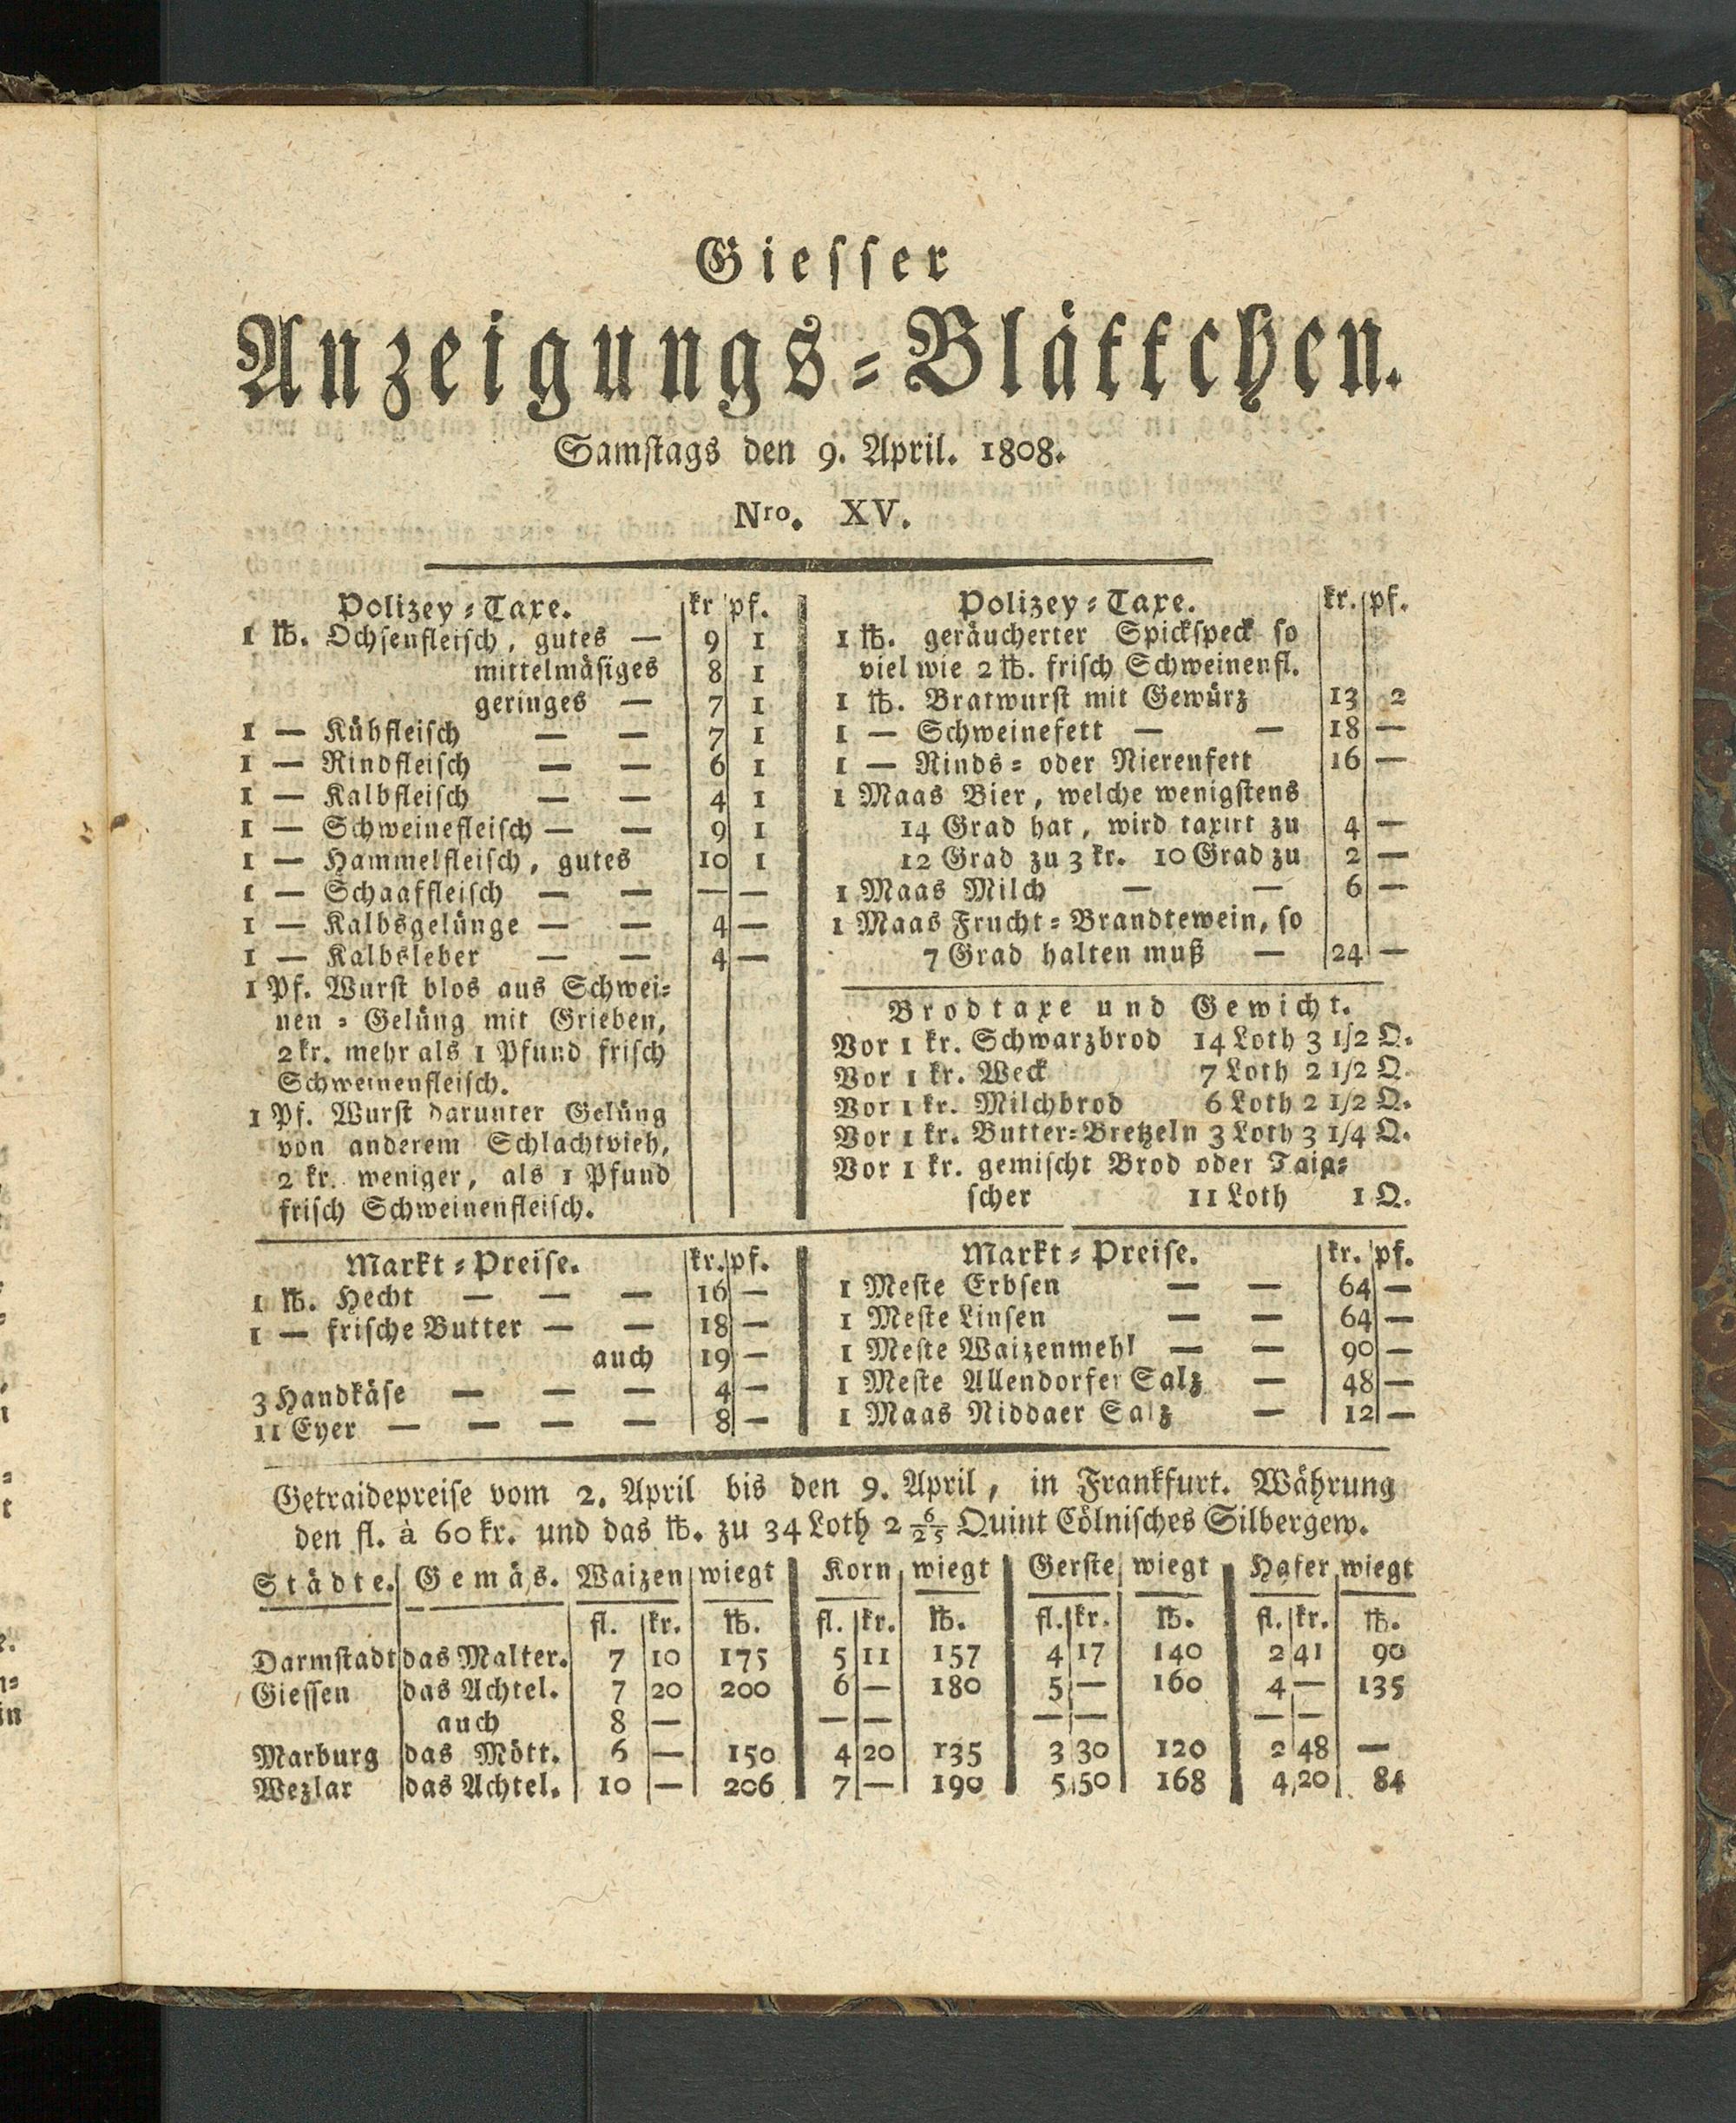 Giesser
Anzeigungs-Blättchen.
Samstags den 9. April. 1808.
Nro. XV.
Polizey-Taxe. kr pf.
1 ℔. Ochsenfleisch, gutes — 9 1
mittelmäsiges 8 1
geringes — 7 1
1 — Kühfleisch — — 7 1
1 — Rindfleisch — — 6 1
1 — Kalbfleisch — — 4 1
1 — Schweinefleisch — — 9 1
1 — Hammelfleisch, gutes 10 1
1 — Schaaffleisch — — — —
1 — Kalbsgelünge — — 4 —
1 — Kalbsleber — — 4 —
1 Pf. Wurst blos aus Schwei-
nen-Gelüng mit Grieben,
2 kr. mehr als 1 Pfund frisch
Schweinenfleisch.
1 Pf. Wurst darunter Gelüng
von anderem Schlachtvieh,
2 kr. weniger, als 1 Pfund
frisch Schweinenfleisch.
Polizey-Taxe. kr. pf.
1 ℔. geräucherter Spickspeck so
viel wie 2 ℔. frisch Schweinenfl.
1 ℔. Bratwurst mit Gewürz 13 2
1 — Schweinefett — — 18 —
1 — Rinds- oder Nierenfett 16 —
1 Maas Bier, welche wenigstens
14 Grad hat, wird taxirt zu 4 —
12 Grad zu 3 kr. 10 Grad zu 2 —
1 Maas Milch — — 6 —
1 Maas Frucht-Brandtewein, so
7 Grad halten muß — 24 —
Brodtaxe und Gewicht.
Vor 1 kr. Schwarzbrod 14 Loth 3 1/2 Q.
Vor 1 kr. Weck 7 Loth 2 1/2 Q.
Vor 1 kr. Milchbrod 6 Loth 2 1/2 Q.
Vor 1 kr. Butter-Bretzeln 3 Loth 3 1/4 Q.
Vor 1 kr. gemischt Brod oder Taig-
scher 11 Loth 1 Q.
Markt-Preise. kr. pf.
1 ℔. Hecht — — — 16 —
1 — frische Butter — — 18 —
auch 19 —
3 Handkäse — — — 4 —
11 Eyer — — — — 8 —
Markt-Preise. kr. pf.
1 Meste Erbsen — — 64 —
1 Meste Linsen — — 64 —
1 Meste Waizenmehl — — 90 —
1 Meste Allendorfer Salz — 48 —
1 Maas Niddaer Salz — 12 —
Getraidepreise vom 2. April bis den 9. April, in Frankfurt. Währung
den fl. à 60 kr. und das ℔. zu 34 Loth 2 6/25 Quint Cölnisches Silbergew.
Städte. Gemäs. Waizen wiegt Korn wiegt Gerste wiegt Hafer wiegt
fl. kr. ℔. fl. kr. ℔. fl. kr. ℔. fl. kr. ℔.
Darmstadt das Malter. 7 10 175 5 11 157 4 17 140 2 41 90
Giessen das Achtel. 7 20 200 6 — 180 5 — 160 4 — 135
auch 8 — — — — — — —
Marburg das Mött. 6 — 150 4 20 135 3 30 120 2 48 —
Wezlar das Achtel. 10 — 206 7 — 190 5 50 168 4 20 84